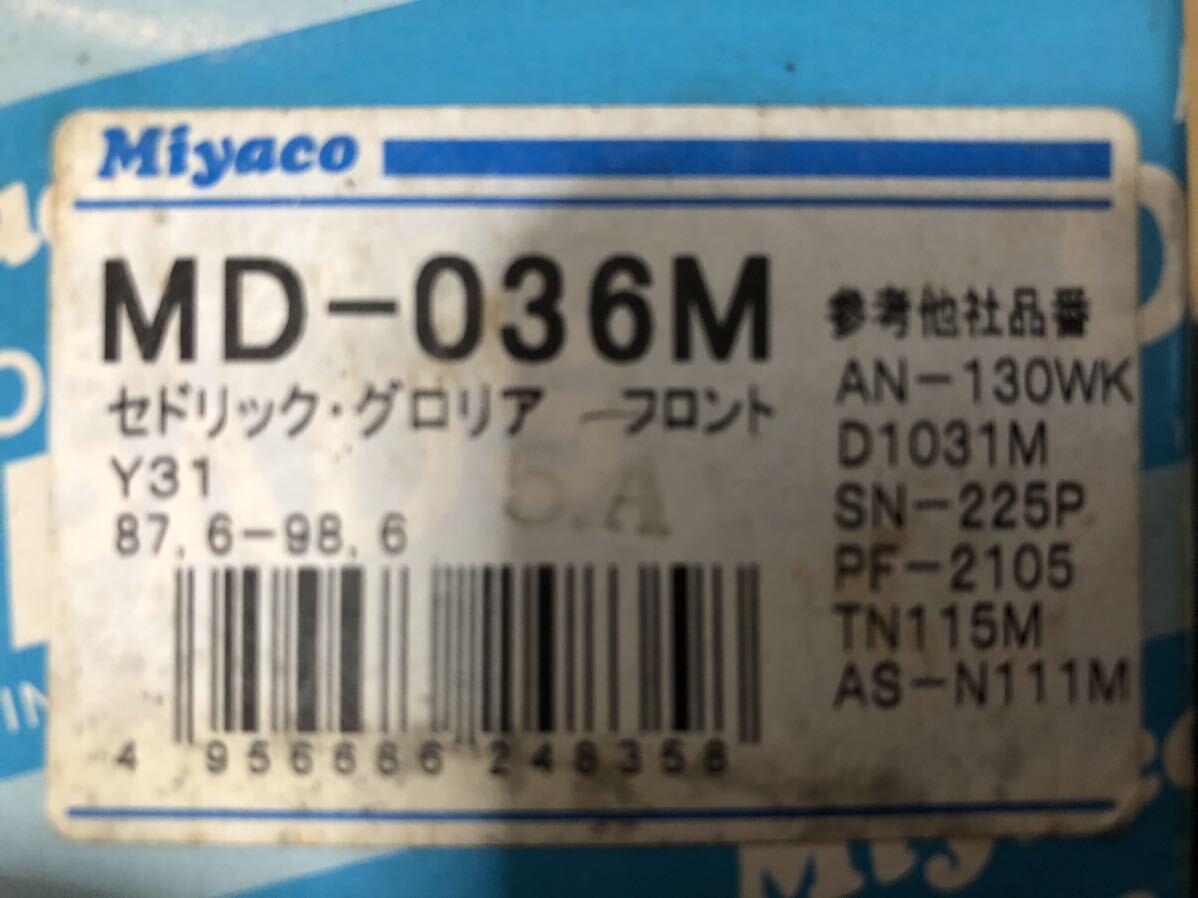 Miyaco
MD-036M
セドリック・グロリア フロント
Y31
5.A
87.6-98.6
参考他社品番
AN-130WK
D1031M
SN-225P
PF-2105
TN115M
AS-N111M
4 956666 248358